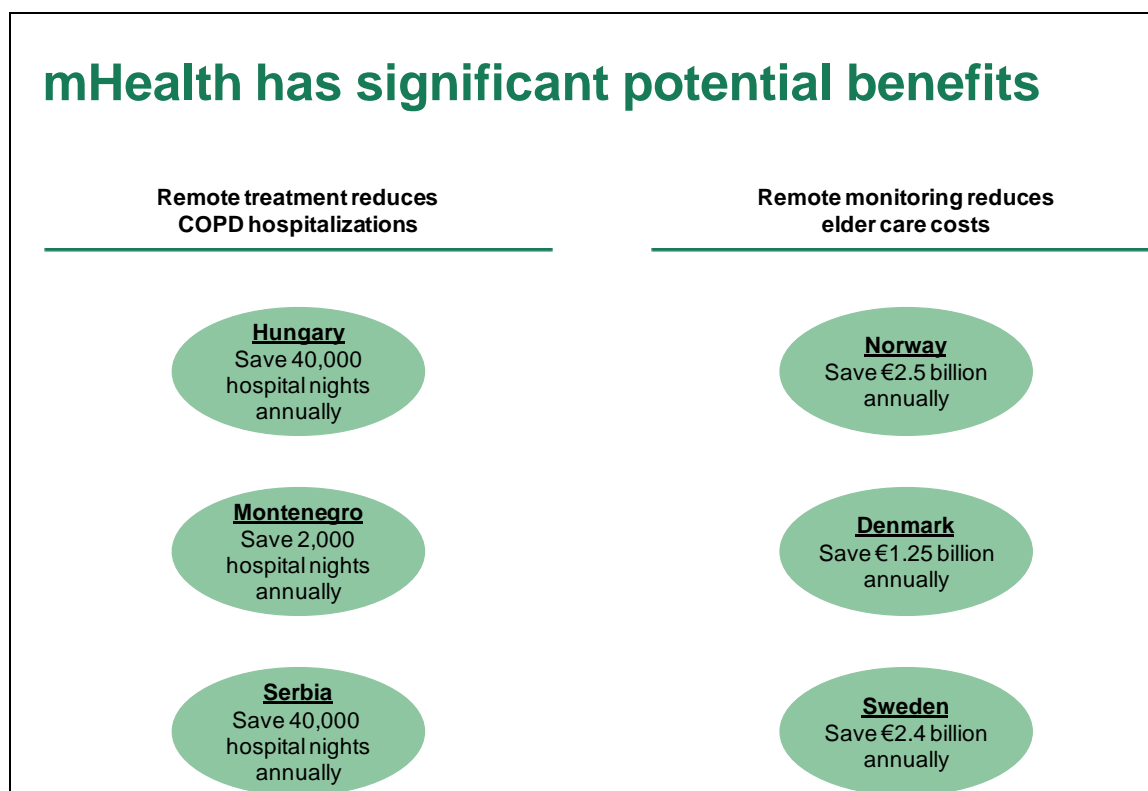 mHealth has significant potential benefits
Remote treatment reduces
COPD hospitalizations
Hungary
Save 40,000
hospital nights
annually
Montenegro
Save 2,000
hospital nights
annually
Serbia
Save 40,000
hospital nights
annually
Remote monitoring reduces
elder care costs
Norway
Save €2.5 billion
annually
Denmark
Save €1.25 billion
annually
Sweden
Save €2.4 billion
annually